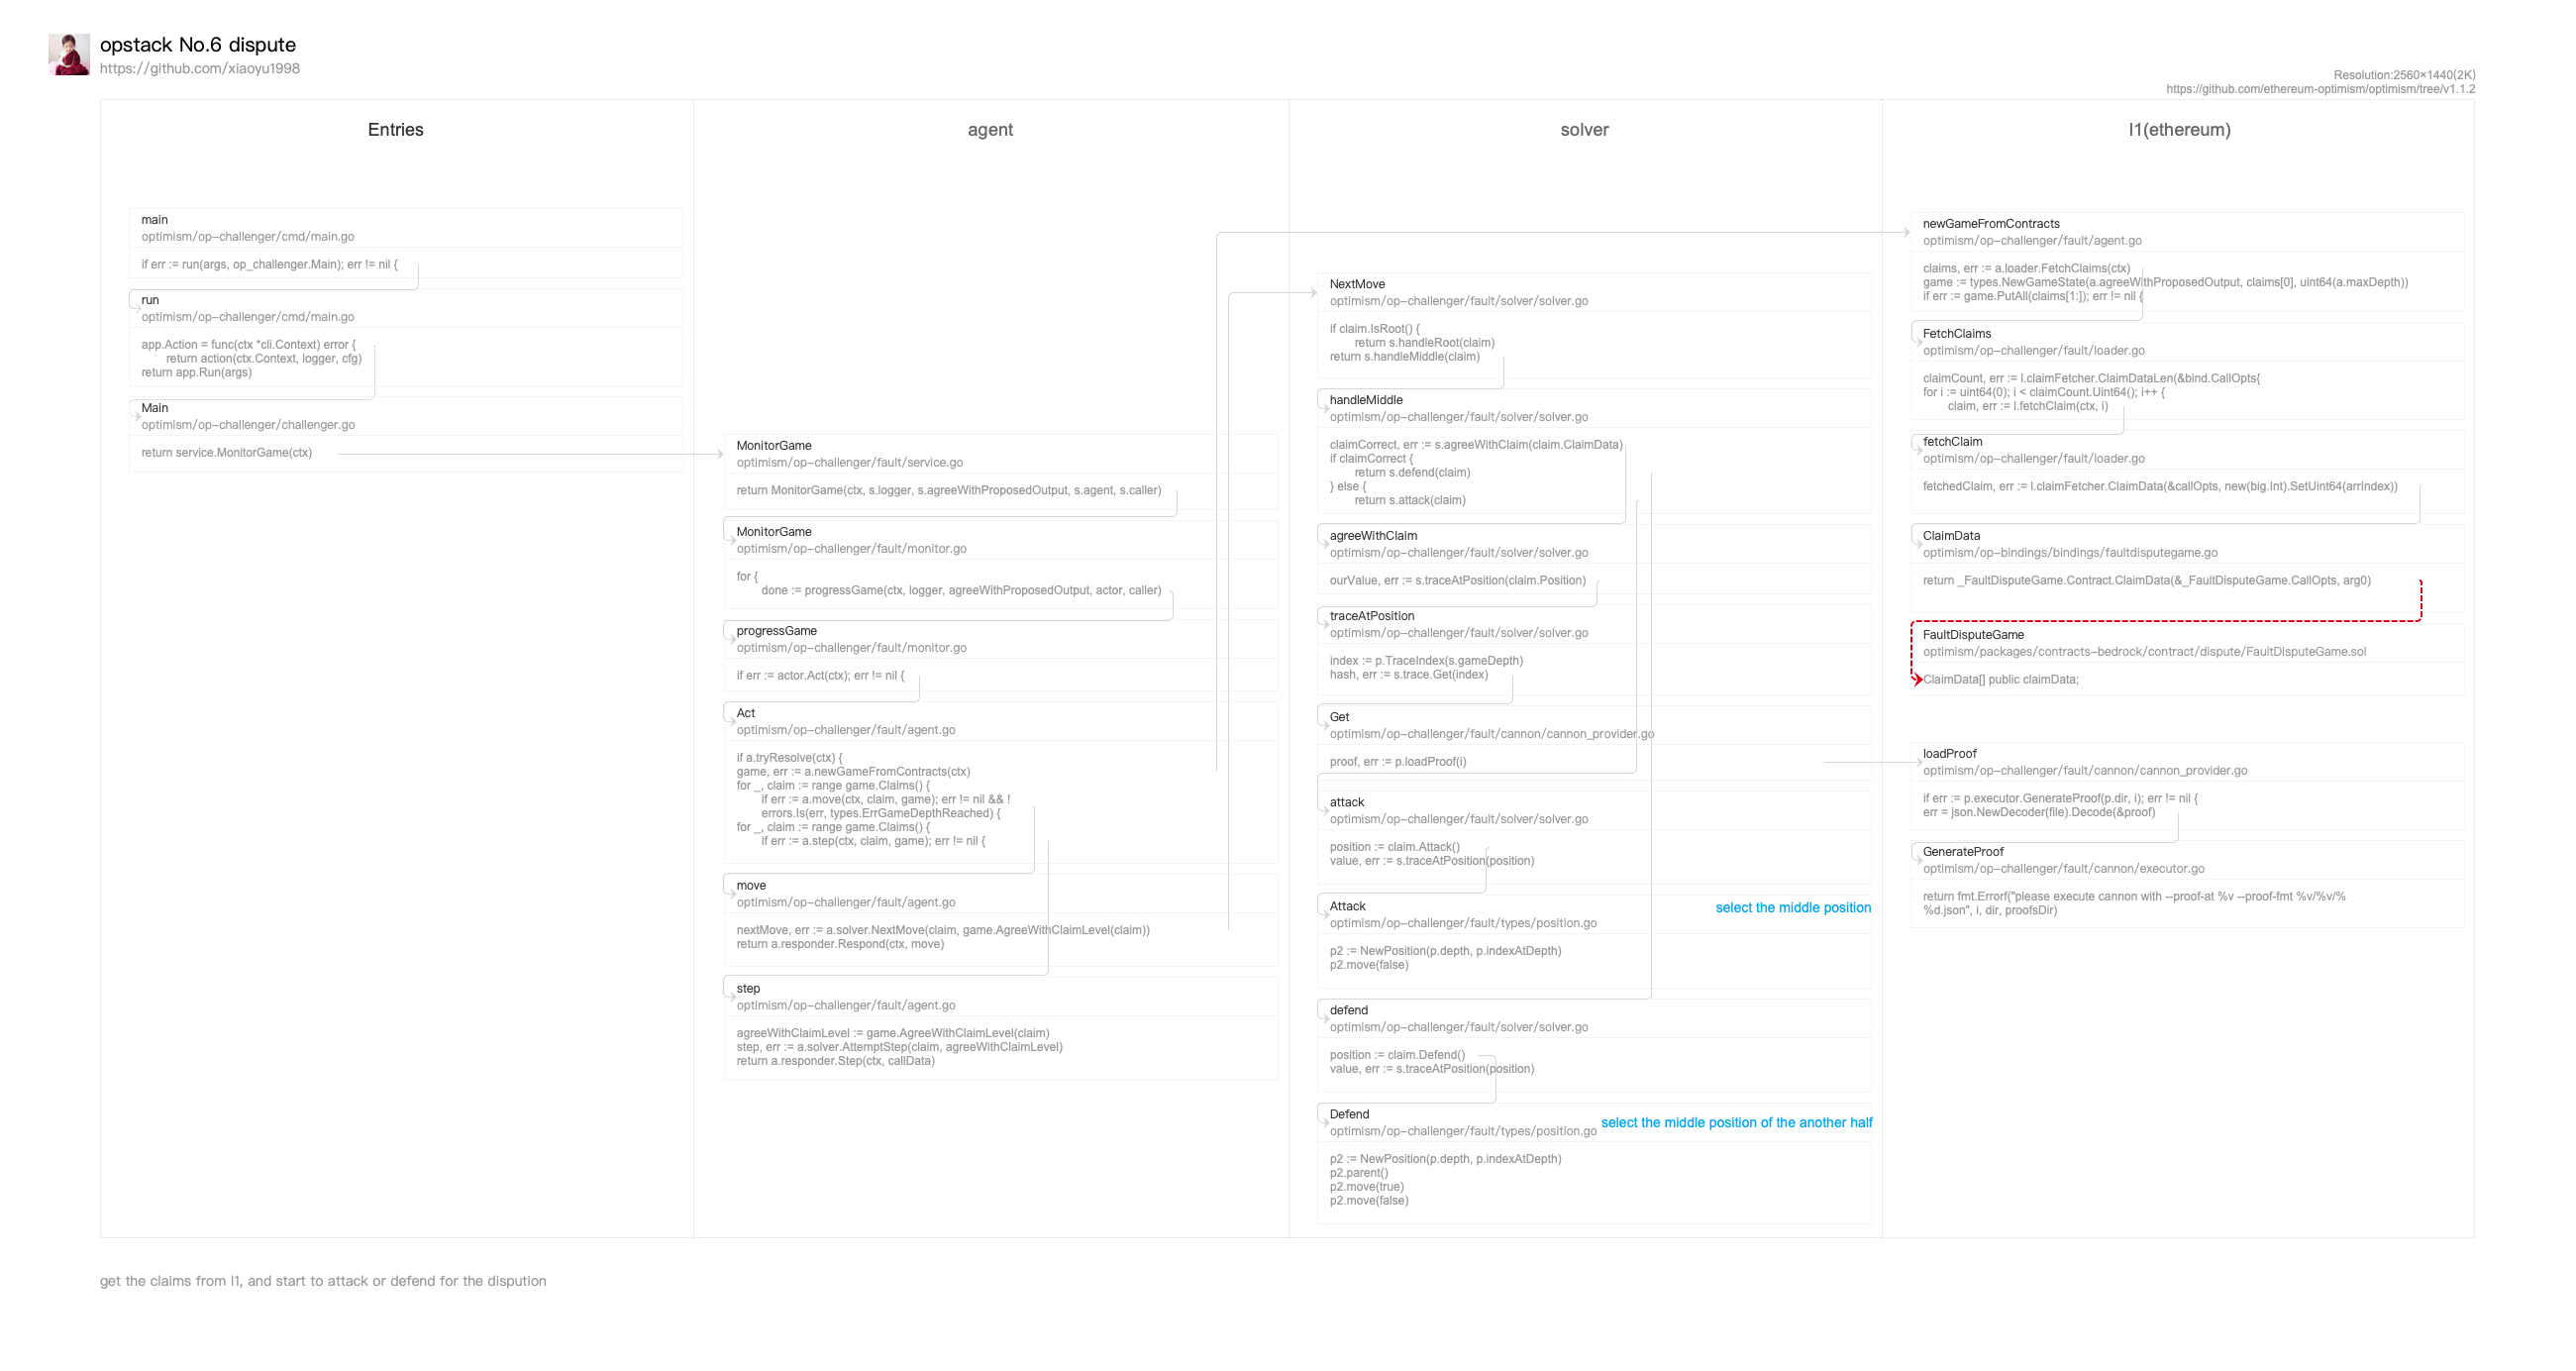 opstack No.6 dispute
https://github.com/xiaoyu1998
Resolution:2560×1440(2K)
https://github.com/ethereum-optimism/optimism/tree/v1.1.2
Entries
main
optimism/op-challenger/cmd/main.go
if err := run(args, op_challenger.Main); err != nil {
run
optimism/op-challenger/cmd/main.go
app.Action = func(ctx *cli.Context) error {
return action(ctx.Context, logger, cfg)
return app.Run(args)
Main
optimism/op-challenger/challenger.go
return service.MonitorGame(ctx)
agent
MonitorGame
optimism/op-challenger/fault/service.go
return MonitorGame(ctx, s.logger, s.agreeWithProposedOutput, s.agent, s.caller)
MonitorGame
optimism/op-challenger/fault/monitor.go
for {
done := progressGame(ctx, logger, agreeWithProposedOutput, actor, caller)
progressGame
optimism/op-challenger/fault/monitor.go
if err := actor.Act(ctx); err != nil {
Act
optimism/op-challenger/fault/agent.go
if a.tryResolve(ctx) {
game, err := a.newGameFromContracts(ctx)
for _, claim := range game.Claims() {
if err := a.move(ctx, claim, game); err != nil && !
errors.Is(err, types.ErrGameDepthReached) {
for _, claim := range game.Claims() {
if err := a.step(ctx, claim, game); err != nil {
move
optimism/op-challenger/fault/agent.go
nextMove, err := a.solver.NextMove(claim, game.AgreeWithClaimLevel(claim))
return a.responder.Respond(ctx, move)
step
optimism/op-challenger/fault/agent.go
agreeWithClaimLevel := game.AgreeWithClaimLevel(claim)
step, err := a.solver.AttemptStep(claim, agreeWithClaimLevel)
return a.responder.Step(ctx, callData)
solver
NextMove
optimism/op-challenger/fault/solver/solver.go
if claim.IsRoot() {
return s.handleRoot(claim)
return s.handleMiddle(claim)
handleMiddle
optimism/op-challenger/fault/solver/solver.go
claimCorrect, err := s.agreeWithClaim(claim.ClaimData)
if claimCorrect {
return s.defend(claim)
} else {
return s.attack(claim)
agreeWithClaim
optimism/op-challenger/fault/solver/solver.go
ourValue, err := s.traceAtPosition(claim.Position)
traceAtPosition
optimism/op-challenger/fault/solver/solver.go
index := p.TraceIndex(s.gameDepth)
hash, err := s.trace.Get(index)
Get
optimism/op-challenger/fault/cannon/cannon_provider.go
proof, err := p.loadProof(i)
attack
optimism/op-challenger/fault/solver/solver.go
position := claim.Attack()
value, err := s.traceAtPosition(position)
Attack
select the middle position
optimism/op-challenger/fault/types/position.go
p2 := NewPosition(p.depth, p.indexAtDepth)
p2.move(false)
defend
optimism/op-challenger/fault/solver/solver.go
position := claim.Defend()
value, err := s.traceAtPosition(position)
Defend
select the middle position of the another half
optimism/op-challenger/fault/types/position.go
p2 := NewPosition(p.depth, p.indexAtDepth)
p2.parent()
p2.move(true)
p2.move(false)
l1(ethereum)
newGameFromContracts
optimism/op-challenger/fault/agent.go
claims, err := a.loader.FetchClaims(ctx)
game := types.NewGameState(a.agreeWithProposedOutput, claims[0], uint64(a.maxDepth))
if err := game.PutAll(claims[1:]); err != nil {
FetchClaims
optimism/op-challenger/fault/loader.go
claimCount, err := l.claimFetcher.ClaimDataLen(&bind.CallOpts{
for i := uint64(0); i < claimCount.Uint64(); i++ {
claim, err := l.fetchClaim(ctx, i)
fetchClaim
optimism/op-challenger/fault/loader.go
fetchedClaim, err := l.claimFetcher.ClaimData(&callOpts, new(big.Int).SetUint64(arrIndex))
ClaimData
optimism/op-bindings/bindings/faultdisputegame.go
return _FaultDisputeGame.Contract.ClaimData(&_FaultDisputeGame.CallOpts, arg0)
FaultDisputeGame
optimism/packages/contracts-bedrock/contract/dispute/FaultDisputeGame.sol
ClaimData[] public claimData;
loadProof
optimism/op-challenger/fault/cannon/cannon_provider.go
if err := p.executor.GenerateProof(p.dir, i); err != nil {
err = json.NewDecoder(file).Decode(&proof)
GenerateProof
optimism/op-challenger/fault/cannon/executor.go
return fmt.Errorf("please execute cannon with --proof-at %v --proof-fmt %v/%v/%
%d.json", i, dir, proofsDir)
get the claims from l1, and start to attack or defend for the dispution